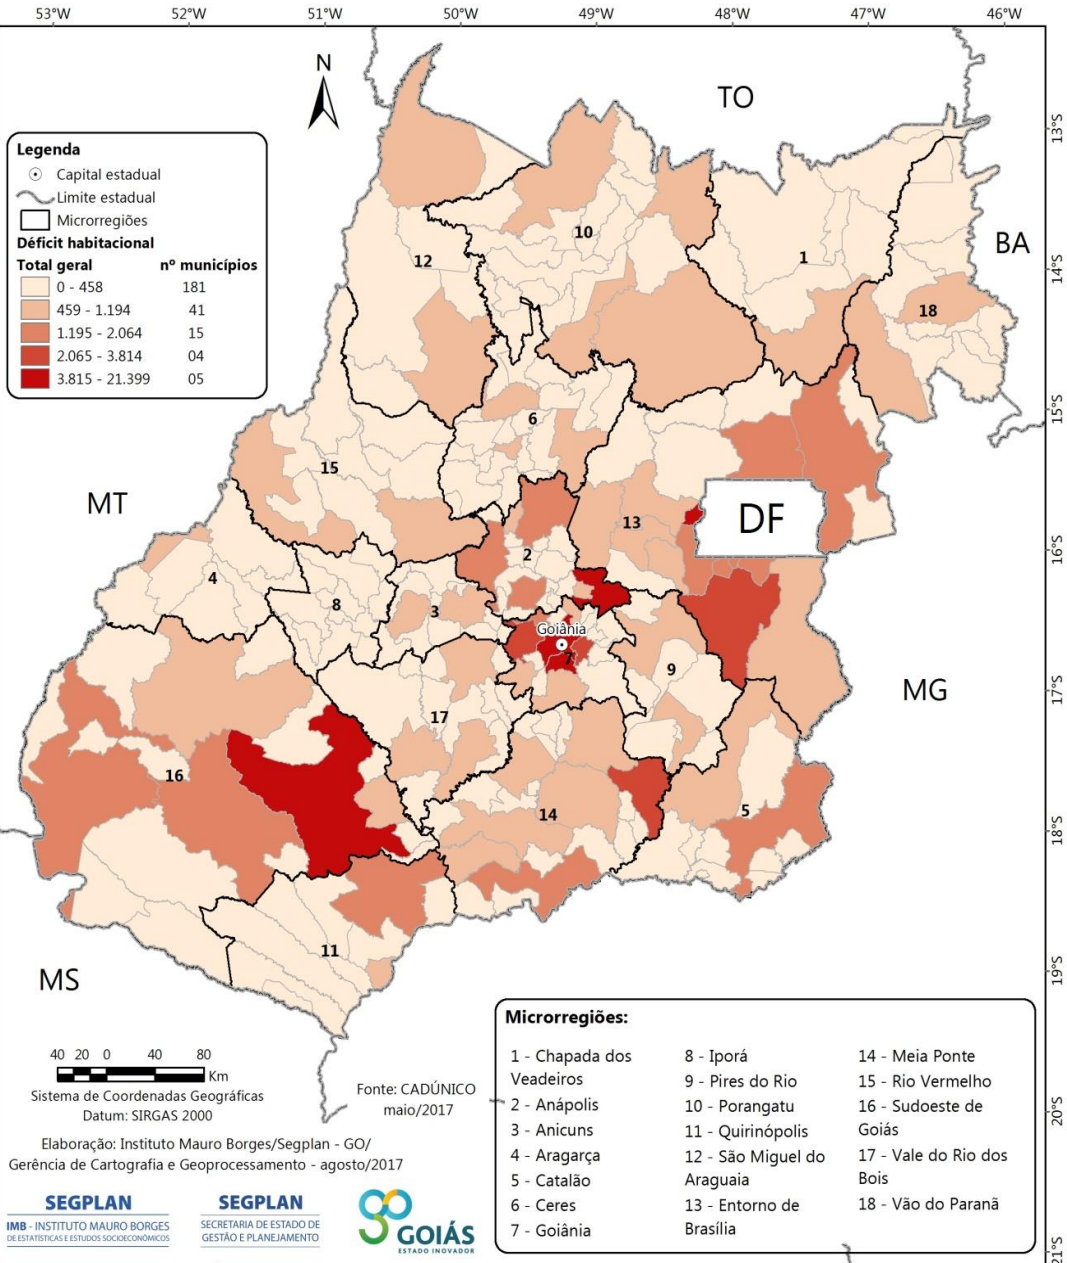 53°W 52°W 51°W 50°W 49°W 48°W 47°W 46°W
N
TO
13°S
Legenda
Capital estadual
Limite estadual
Microrregiões
Déficit habitacional
Total geral nº municípios
0 - 458 181
459 - 1.194 41
1.195 - 2.064 15
2.065 - 3.814 04
3.815 - 21.399 05
10
12
1
BA
14°S
18
6
15°S
15
MT
DF
13
2
16°S
4
8
3
Goiânia
7
9
MG
17°S
17
16
14
5
18°S
11
MS
19°S
40 20 0 40 80
Km
Sistema de Coordenadas Geográficas
Datum: SIRGAS 2000
Fonte: CADÚNICO
maio/2017
Elaboração: Instituto Mauro Borges/Segplan - GO/
Gerência de Cartografia e Geoprocessamento - agosto/2017
SEGPLAN
IMB - INSTITUTO MAURO BORGES
DE ESTATÍSTICAS E ESTUDOS SOCIOECONÔMICOS
SEGPLAN
SECRETARIA DE ESTADO DE
GESTÃO E PLANEJAMENTO
GOIÁS
ESTADO INOVADOR
Microrregiões:
1 - Chapada dos
Veadeiros
2 - Anápolis
3 - Anicuns
4 - Aragarça
5 - Catalão
6 - Ceres
7 - Goiânia
8 - Iporá
9 - Pires do Rio
10 - Porangatu
11 - Quirinópolis
12 - São Miguel do
Araguaia
13 - Entorno de
Brasília
14 - Meia Ponte
15 - Rio Vermelho
16 - Sudoeste de
Goiás
17 - Vale do Rio dos
Bois
18 - Vão do Paranã
20°S
21°S